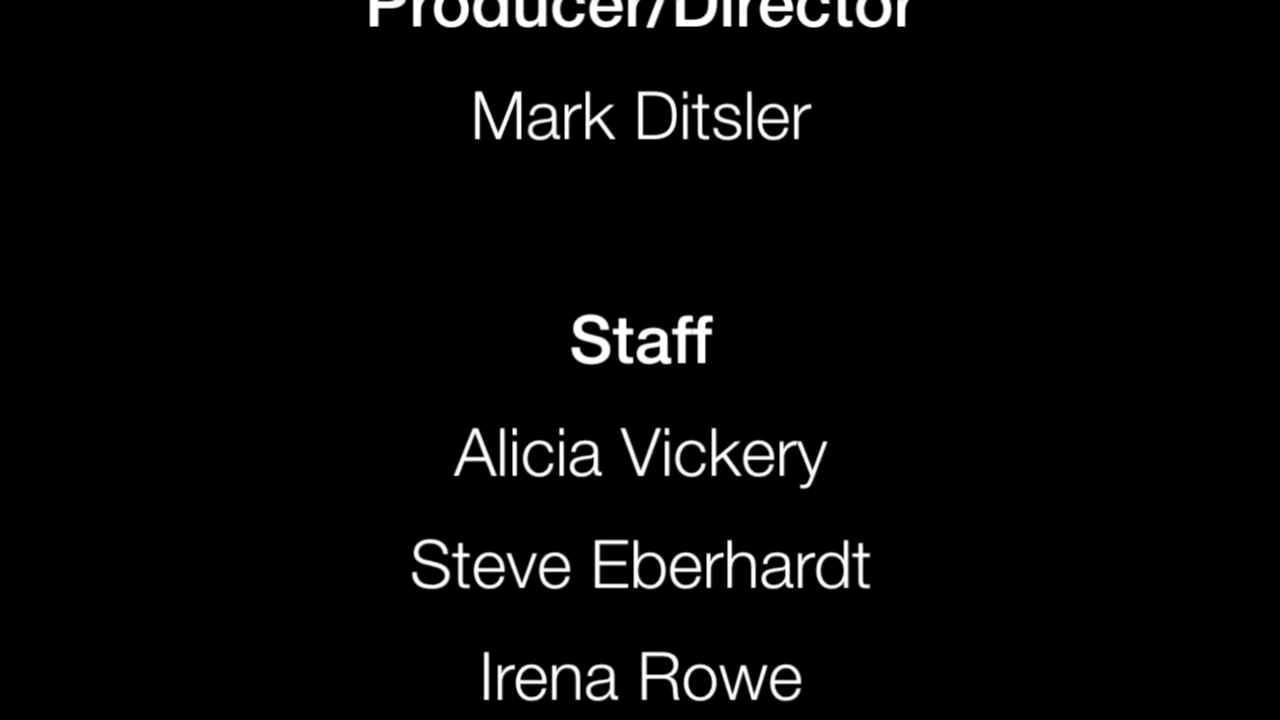 Producer/Director
Mark Ditsler
Staff
Alicia Vickery
Steve Eberhardt
Irena Rowe